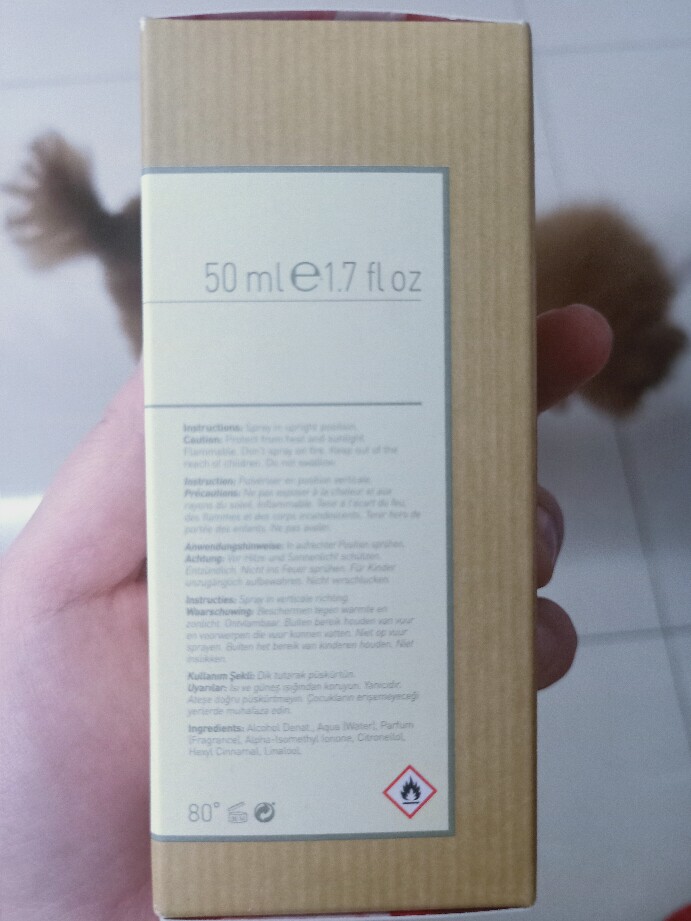 50 ml e 1.7 fl oz
Instructions: Spray in upright position.
Caution: Protect from heat and sunlight.
Flammable. Don't spray on fire. Keep out of the
reach of children. Do not swallow.
Instruction: Pulvériser en position verticale.
Précautions: Ne pas exposer à la chaleur et aux
rayons du soleil. Inflammable. Tenir à l'écart du feu,
des flammes et des corps incandescents. Tenir hors de
portée des enfants. Ne pas avaler.
Anwendungshinweise: In aufrechter Position sprühen.
Achtung: Vor Hitze und Sonnenlicht schützen.
Entzündlich. Nicht ins Feuer sprühen. Für Kinder
unzugänglich aufbewahren. Nicht verschlucken.
Instructies: Spray in verticale richting.
Waarschuwing: Beschermen tegen warmte en
zonlicht. Ontvlambaar. Buiten bereik houden van vuur
en voorwerpen die vuur kunnen vatten. Niet op vuur
sprayen. Buiten het bereik van kinderen houden. Niet
inslikken.
Kullanım Şekli: Dik tutarak püskürtün.
Uyarılar: Isı ve güneş ışığından koruyun. Yanıcıdır.
Ateşe doğru püskürtmeyin. Çocukların erişemeyeceği
yerlerde muhafaza edin.
Ingredients: Alcohol Denat., Aqua (Water), Parfum
(Fragrance), Alpha-Isomethyl Ionone, Citronellol,
Hexyl Cinnamal, Linalool.
80°